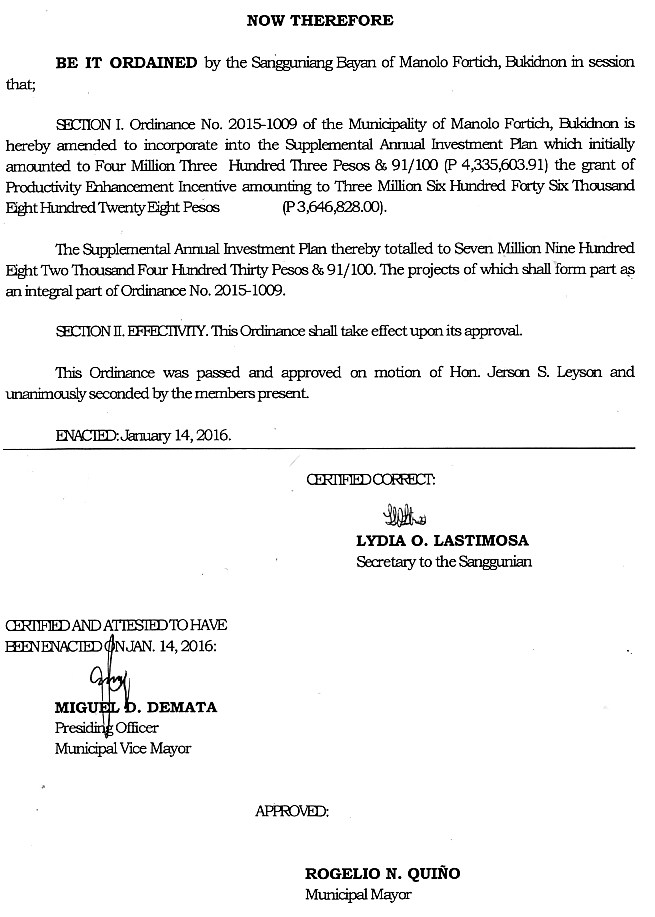 NOW THEREFORE
BE IT ORDAINED by the Sangguniang Bayan of Manolo Fortich, Bukidnon in session
that;
SECTION I. Ordinance No. 2015-1009 of the Municipality of Manolo Fortich, Bukidnon is
hereby amended to incorporate into the Supplemental Annual Investment Plan which initially
amounted to Four Million Three Hundred Three Pesos & 91/100 (P 4,335,603.91) the grant of
Productivity Enhancement Incentive amounting to Three Million Six Hundred Forty Six Thousand
Eight Hundred Twenty Eight Pesos (P 3,646,828.00).
The Supplemental Annual Investment Plan thereby totalled to Seven Million Nine Hundred
Eight Two Thousand Four Hundred Thirty Pesos & 91/100. The projects of which shall form part as
an integral part of Ordinance No. 2015-1009.
SECTION II. EFFECTIVITY. This Ordinance shall take effect upon its approval.
This Ordinance was passed and approved on motion of Hon. Jerson S. Leyson and
unanimously seconded by the members present.
ENACTED: January 14, 2016.
CERTIFIED CORRECT:
LYDIA O. LASTIMOSA
Secretary to the Sanggunian
CERTIFIED AND ATTESTED TO HAVE
BEEN ENACTED ON JAN. 14, 2016:
MIGUEL D. DEMATA
Presiding Officer
Municipal Vice Mayor
APPROVED:
ROGELIO N. QUIÑO
Municipal Mayor